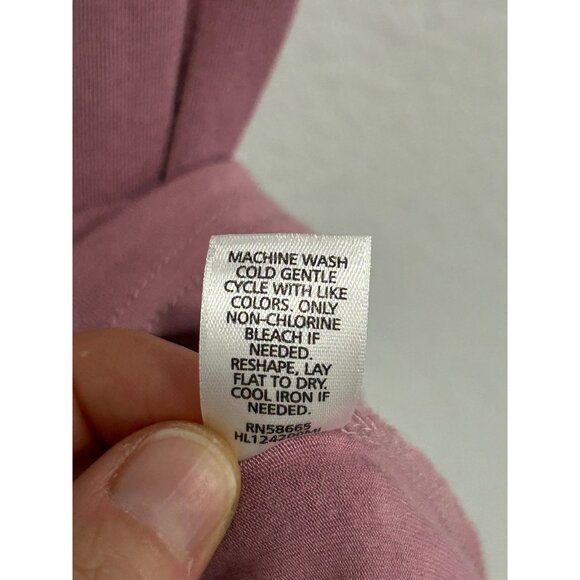 MACHINE WASH
COLD GENTLE
CYCLE WITH LIKE
COLORS. ONLY
NON-CHLORINE
BLEACH IF
NEEDED.
RESHAPE, LAY
FLAT TO DRY.
COOL IRON IF
NEEDED.
RN58665